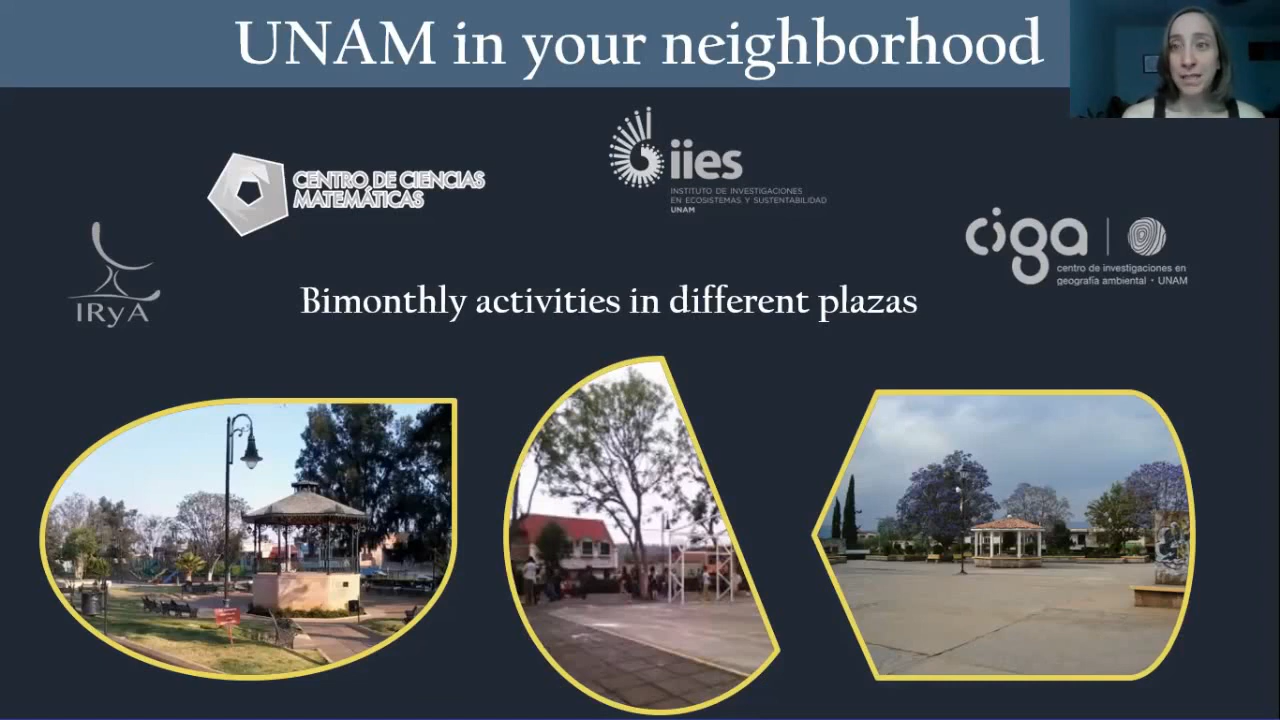 UNAM in your neighborhood
iies
INSTITUTO DE INVESTIGACIONES
EN ECOSISTEMAS Y SUSTENTABILIDAD
UNAM
CENTRO DE CIENCIAS
MATEMÁTICAS
ciga
centro de investigaciones en
geografía ambiental · UNAM
IRyA
Bimonthly activities in different plazas